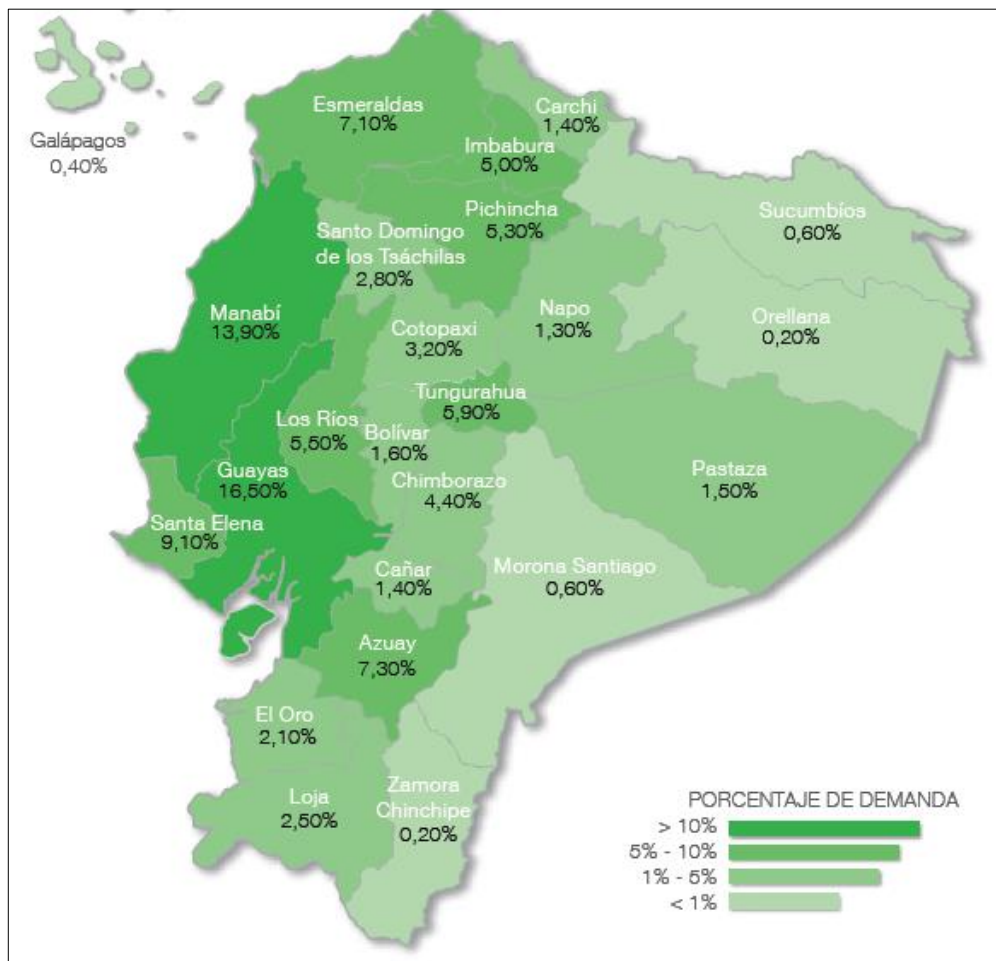 Esmeraldas
7,10%
Carchi
1,40%
Galápagos
0,40%
Imbabura
5,00%
Sucumbíos
0,60%
Pichincha
5,30%
Santo Domingo
de los Tsáchilas
2,80%
Manabí
13,90%
Napo
1,30%
Orellana
0,20%
Cotopaxi
3,20%
Tungurahua
5,90%
Los Ríos
5,50%
Bolívar
1,60%
Guayas
16,50%
Chimborazo
4,40%
Pastaza
1,50%
Santa Elena
9,10%
Cañar
1,40%
Morona Santiago
0,60%
Azuay
7,30%
El Oro
2,10%
Loja
2,50%
Zamora
Chinchipe
0,20%
PORCENTAJE DE DEMANDA
> 10%
5% - 10%
1% - 5%
< 1%